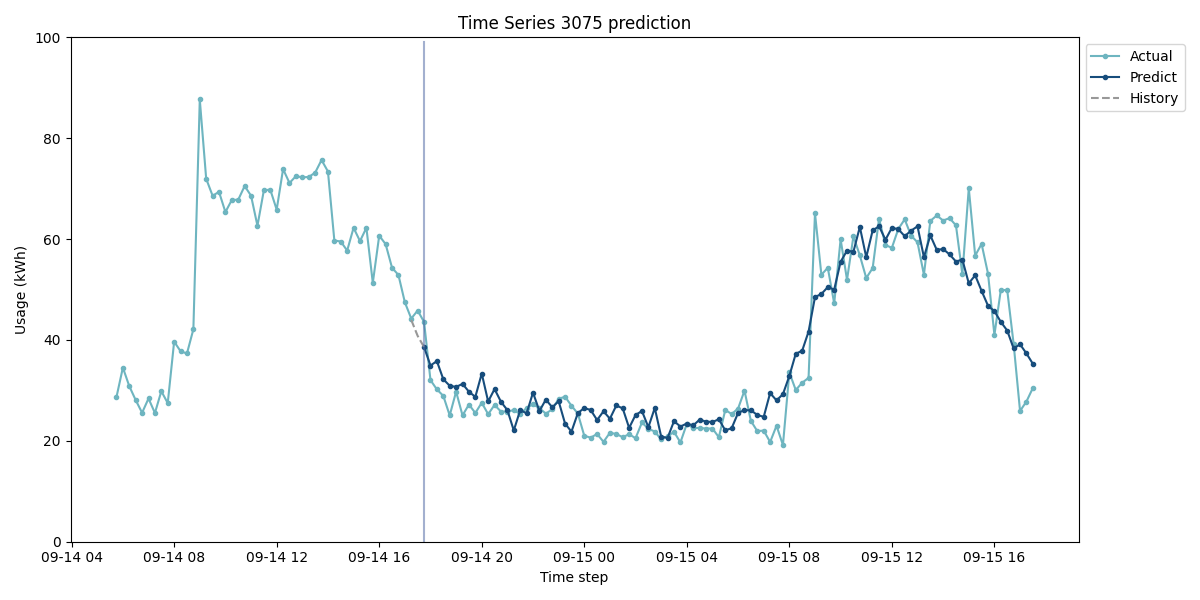 Time Series 3075 prediction
Usage (kWh)
100
80
60
40
20
0
09-14 04
09-14 08
09-14 12
09-14 16
09-14 20
09-15 00
09-15 04
09-15 08
09-15 12
09-15 16
Time step
Actual
Predict
History